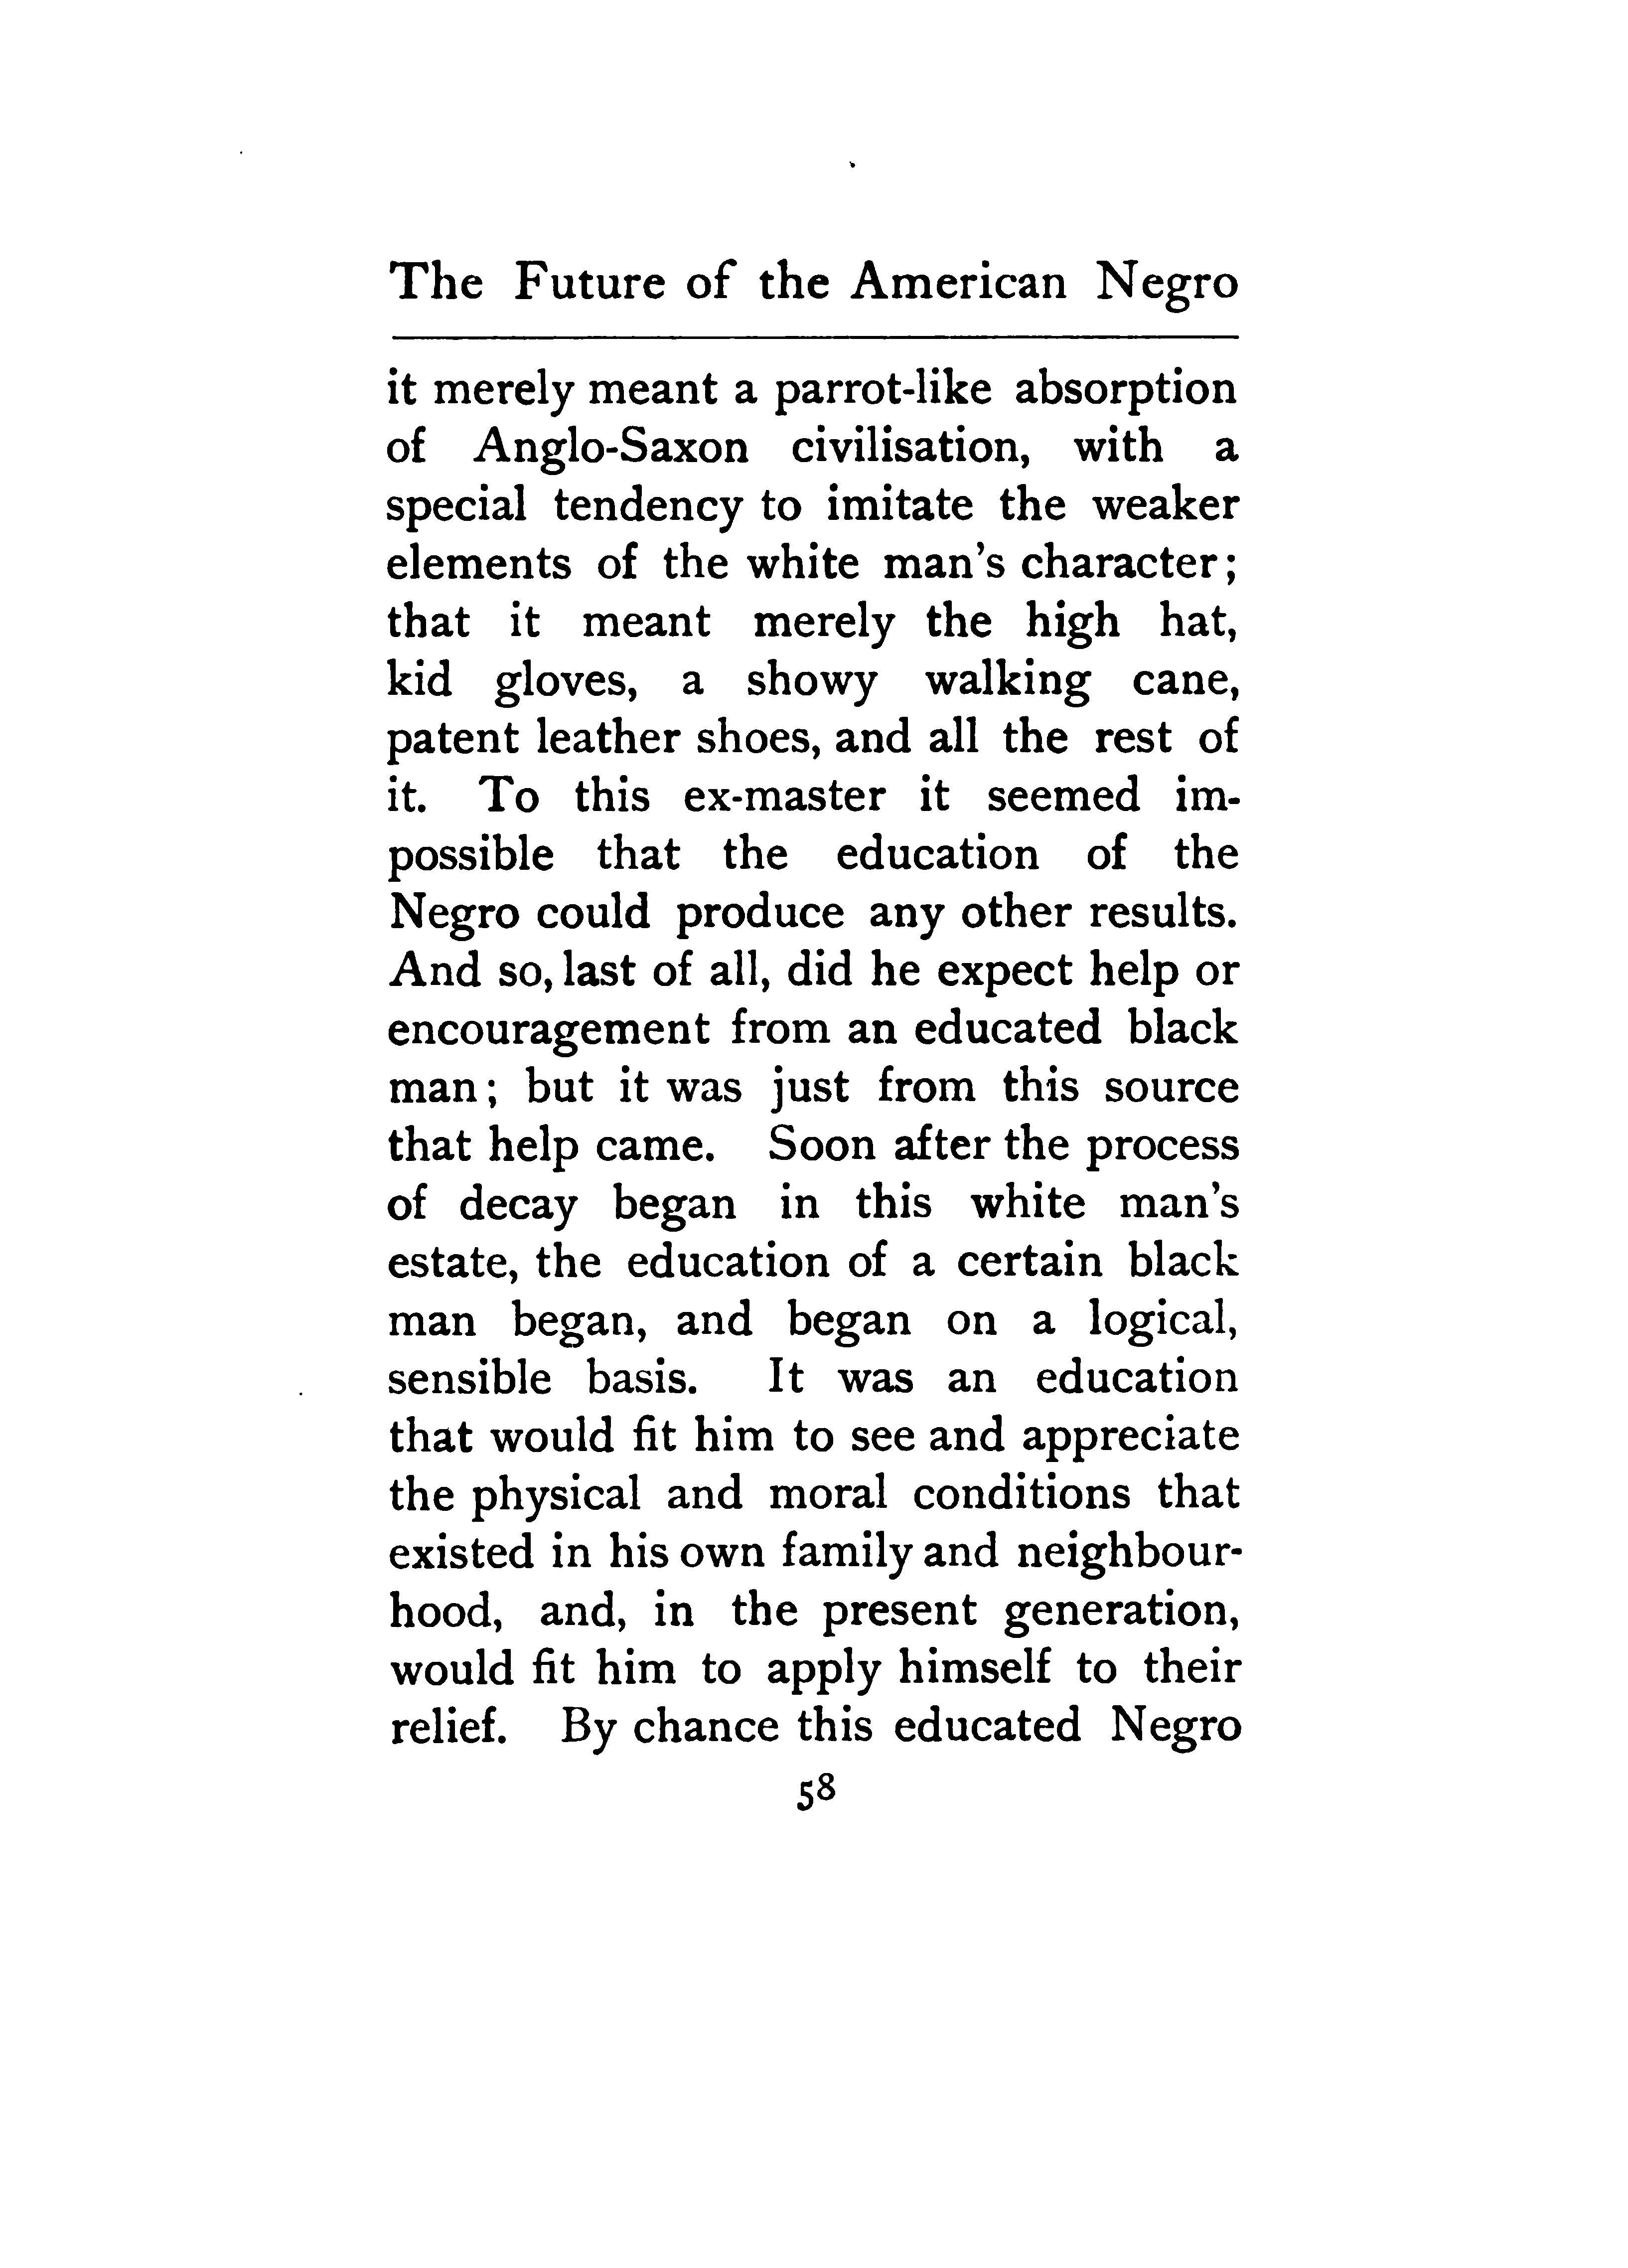 The Future of the American Negro
it merely meant a parrot-like absorption
of Anglo-Saxon civilisation, with a
special tendency to imitate the weaker
elements of the white man's character;
that it meant merely the high hat,
kid gloves, a showy walking cane,
patent leather shoes, and all the rest of
it. To this ex-master it seemed im-
possible that the education of the
Negro could produce any other results.
And so, last of all, did he expect help or
encouragement from an educated black
man; but it was just from this source
that help came. Soon after the process
of decay began in this white man's
estate, the education of a certain black
man began, and began on a logical,
sensible basis. It was an education
that would fit him to see and appreciate
the physical and moral conditions that
existed in his own family and neighbour-
hood, and, in the present generation,
would fit him to apply himself to their
relief. By chance this educated Negro
58